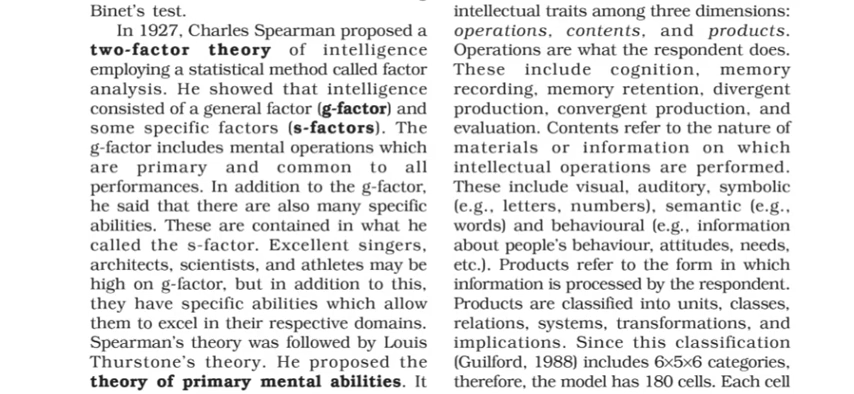 Binet's test.
In 1927, Charles Spearman proposed a
two-factor theory of intelligence
employing a statistical method called factor
analysis. He showed that intelligence
consisted of a general factor (g-factor) and
some specific factors (s-factors). The
g-factor includes mental operations which
are primary and common to all
performances. In addition to the g-factor,
he said that there are also many specific
abilities. These are contained in what he
called the s-factor. Excellent singers,
architects, scientists, and athletes may be
high on g-factor, but in addition to this,
they have specific abilities which allow
them to excel in their respective domains.
Spearman's theory was followed by Louis
Thurstone's theory. He proposed the
theory of primary mental abilities. It
intellectual traits among three dimensions:
operations, contents, and products.
Operations are what the respondent does.
These include cognition, memory
recording, memory retention, divergent
production, convergent production, and
evaluation. Contents refer to the nature of
materials or information on which
intellectual operations are performed.
These include visual, auditory, symbolic
(e.g., letters, numbers), semantic (e.g.,
words) and behavioural (e.g., information
about people's behaviour, attitudes, needs,
etc.). Products refer to the form in which
information is processed by the respondent.
Products are classified into units, classes,
relations, systems, transformations, and
implications. Since this classification
(Guilford, 1988) includes 6×5×6 categories,
therefore, the model has 180 cells. Each cell